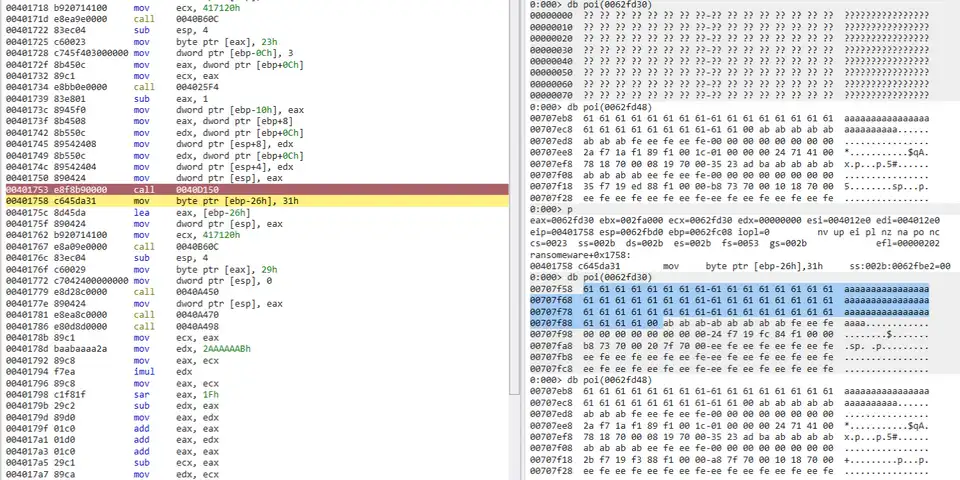 00401718 b920714100 mov ecx, 417120h
0040171d e8ea9e0000 call 0040B60C
00401722 83ec04 sub esp, 4
00401725 c60023 mov byte ptr [eax], 23h
00401728 c745f403000000 mov dword ptr [ebp-0Ch], 3
0040172f 8b450c mov eax, dword ptr [ebp+0Ch]
00401732 89c1 mov ecx, eax
00401734 e8bb0e0000 call 004025F4
00401739 83e801 sub eax, 1
0040173c 8945f0 mov dword ptr [ebp-10h], eax
0040173f 8b4508 mov eax, dword ptr [ebp+8]
00401742 8b550c mov edx, dword ptr [ebp+0Ch]
00401745 89542408 mov dword ptr [esp+8], edx
00401749 8b550c mov edx, dword ptr [ebp+0Ch]
0040174c 89542404 mov dword ptr [esp+4], edx
00401750 890424 mov dword ptr [esp], eax
00401753 e8f8b90000 call 0040D150
00401758 c645da31 mov byte ptr [ebp-26h], 31h
0040175c 8d45da lea eax, [ebp-26h]
0040175f 890424 mov dword ptr [esp], eax
00401762 b920714100 mov ecx, 417120h
00401767 e8a09e0000 call 0040B60C
0040176c 83ec04 sub esp, 4
0040176f c60029 mov byte ptr [eax], 29h
00401772 c7042400000000 mov dword ptr [esp], 0
00401779 e8d28c0000 call 0040A450
0040177e 890424 mov dword ptr [esp], eax
00401781 e8ea8c0000 call 0040A470
00401786 e80d8d0000 call 0040A498
0040178b 89c1 mov ecx, eax
0040178d baabaaaa2a mov edx, 2AAAAAABh
00401792 89c8 mov eax, ecx
00401794 f7ea imul edx
00401796 89c8 mov eax, ecx
00401798 c1f81f sar eax, 1Fh
0040179b 29c2 sub edx, eax
0040179d 89d0 mov eax, edx
0040179f 01c0 add eax, eax
004017a1 01d0 add eax, edx
004017a3 01c0 add eax, eax
004017a5 29c1 sub ecx, eax
004017a7 89ca mov edx, ecx
0:000> db poi(0062fd30)
00000000 ?? ?? ?? ?? ?? ?? ?? ??-?? ?? ?? ?? ?? ?? ?? ?? ????????????????
00000010 ?? ?? ?? ?? ?? ?? ?? ??-?? ?? ?? ?? ?? ?? ?? ?? ????????????????
00000020 ?? ?? ?? ?? ?? ?? ?? ??-?? ?? ?? ?? ?? ?? ?? ?? ????????????????
00000030 ?? ?? ?? ?? ?? ?? ?? ??-?? ?? ?? ?? ?? ?? ?? ?? ????????????????
00000040 ?? ?? ?? ?? ?? ?? ?? ??-?? ?? ?? ?? ?? ?? ?? ?? ????????????????
00000050 ?? ?? ?? ?? ?? ?? ?? ??-?? ?? ?? ?? ?? ?? ?? ?? ????????????????
00000060 ?? ?? ?? ?? ?? ?? ?? ??-?? ?? ?? ?? ?? ?? ?? ?? ????????????????
00000070 ?? ?? ?? ?? ?? ?? ?? ??-?? ?? ?? ?? ?? ?? ?? ?? ????????????????
0:000> db poi(0062fd48)
00707eb8 61 61 61 61 61 61 61 61-61 61 61 61 61 61 61 61 aaaaaaaaaaaaaaaa
00707ec8 61 61 61 61 61 61 61 61-61 61 00 ab ab ab ab ab aaaaaaaaaa......
00707ed8 ab ab ab fe ee fe ee fe-00 00 00 00 00 00 00 00 ................
00707ee8 2a f7 1a f1 89 f1 00 1c-01 00 00 00 24 71 41 00 *...........$qA.
00707ef8 78 18 70 00 08 19 70 00-35 23 ad ba ab ab ab ab x.p...p.5#......
00707f08 ab ab ab ab ee fe ee fe-00 00 00 00 00 00 00 00 ................
00707f18 35 f7 19 ed 88 f1 00 00-b8 73 70 00 10 18 70 00 5........sp...p.
00707f28 ee fe ee fe ee fe ee fe-ee fe ee fe ee fe ee fe ................
0:000> p
eax=0062fd30 ebx=002fa000 ecx=0062fd30 edx=00000000 esi=004012e0 edi=004012e0
eip=00401758 esp=0062fbd0 ebp=0062fc08 iopl=0 nv up ei pl nz na po nc
cs=0023 ss=002b ds=002b es=002b fs=0053 gs=002b efl=00000202
ransomeware+0x1758:
00401758 c645da31 mov byte ptr [ebp-26h],31h ss:002b:0062fbe2=00
0:000> db poi(0062fd30)
00707f58 61 61 61 61 61 61 61 61-61 61 61 61 61 61 61 61 aaaaaaaaaaaaaaaa
00707f68 61 61 61 61 61 61 61 61-61 61 61 61 61 61 61 61 aaaaaaaaaaaaaaaa
00707f78 61 61 61 61 61 61 61 61-61 61 61 61 61 61 61 61 aaaaaaaaaaaaaaaa
00707f88 61 61 61 61 00 ab ab ab-ab ab ab ab ab fe ee fe aaaa............
00707f98 00 00 00 00 00 00 00 00-24 f7 19 fc 84 f1 00 00 ........$.......
00707fa8 b8 73 70 00 20 7f 70 00-ee fe ee fe ee fe ee fe .sp. .p.........
00707fb8 ee fe ee fe ee fe ee fe-ee fe ee fe ee fe ee fe ................
00707fc8 ee fe ee fe ee fe ee fe-ee fe ee fe ee fe ee fe ................
0:000> db poi(0062fd48)
00707eb8 61 61 61 61 61 61 61 61-61 61 61 61 61 61 61 61 aaaaaaaaaaaaaaaa
00707ec8 61 61 61 61 61 61 61 61-61 61 00 ab ab ab ab ab aaaaaaaaaa......
00707ed8 ab ab ab fe ee fe ee fe-00 00 00 00 00 00 00 00 ................
00707ee8 2a f7 1a f1 89 f1 00 1c-01 00 00 00 24 71 41 00 *...........$qA.
00707ef8 78 18 70 00 08 19 70 00-35 23 ad ba ab ab ab ab x.p...p.5#......
00707f08 ab ab ab ab ee fe ee fe-00 00 00 00 00 00 00 00 ................
00707f18 2b f7 19 f3 88 f1 00 00-a8 7f 70 00 10 18 70 00 +.........p...p.
00707f28 ee fe ee fe ee fe ee fe-ee fe ee fe ee fe ee fe ................